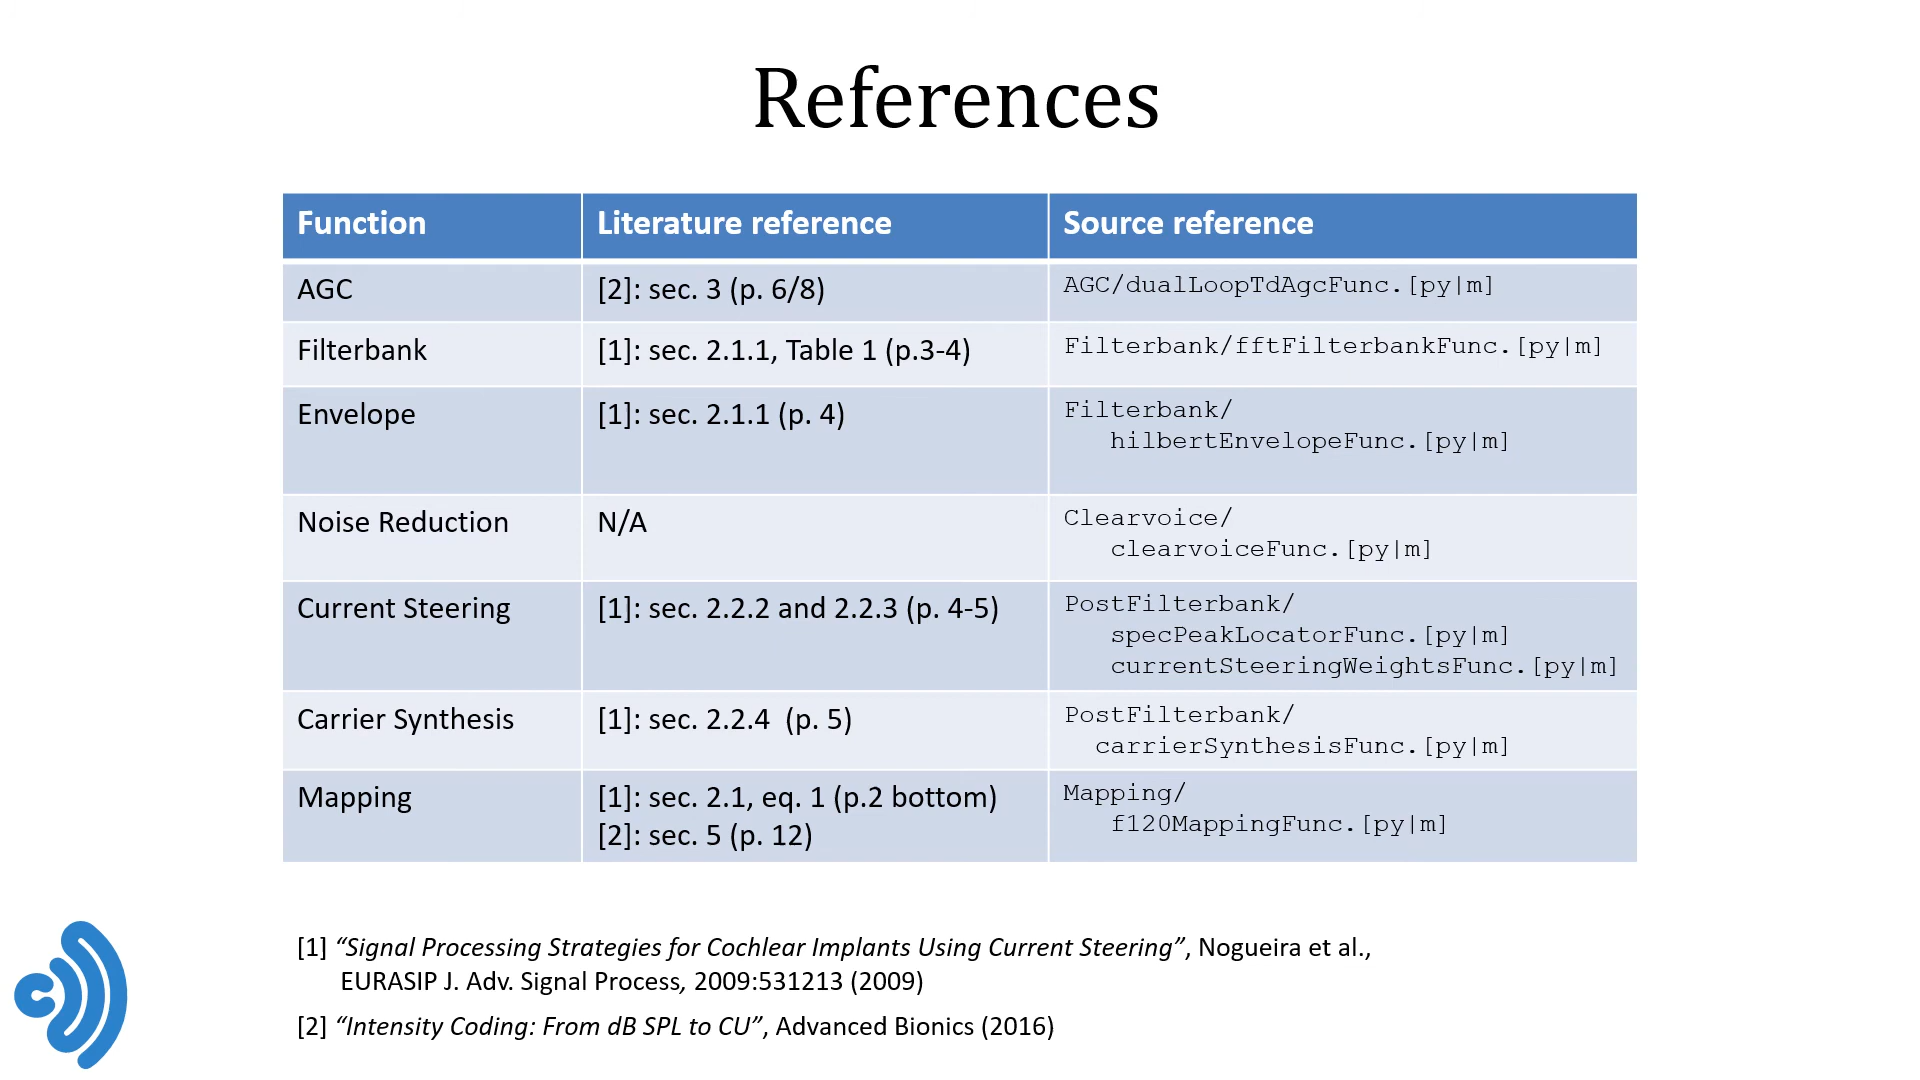 References
Function Literature reference Source reference
AGC [2]: sec. 3 (p. 6/8) AGC/dualLoopTdAgcFunc.[py|m]
Filterbank [1]: sec. 2.1.1, Table 1 (p.3-4) Filterbank/fftFilterbankFunc.[py|m]
Envelope [1]: sec. 2.1.1 (p. 4) Filterbank/
hilbertEnvelopeFunc.[py|m]
Noise Reduction N/A Clearvoice/
clearvoiceFunc.[py|m]
Current Steering [1]: sec. 2.2.2 and 2.2.3 (p. 4-5) PostFilterbank/
specPeakLocatorFunc.[py|m]
currentSteeringWeightsFunc.[py|m]
Carrier Synthesis [1]: sec. 2.2.4 (p. 5) PostFilterbank/
carrierSynthesisFunc.[py|m]
Mapping [1]: sec. 2.1, eq. 1 (p.2 bottom) Mapping/
[2]: sec. 5 (p. 12) f120MappingFunc.[py|m]
[1] “Signal Processing Strategies for Cochlear Implants Using Current Steering”, Nogueira et al.,
EURASIP J. Adv. Signal Process, 2009:531213 (2009)
[2] “Intensity Coding: From dB SPL to CU”, Advanced Bionics (2016)